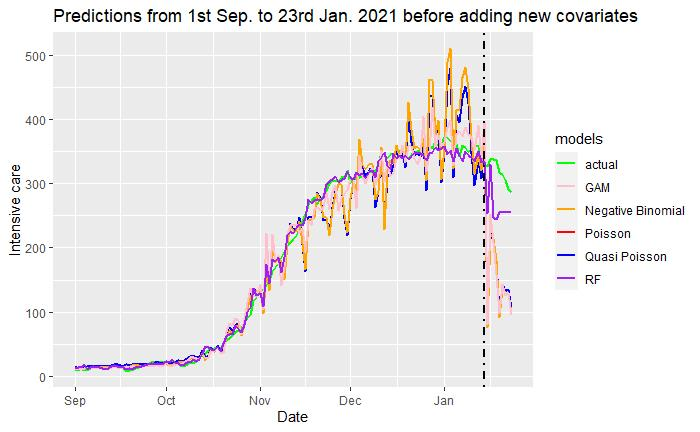 Predictions from 1st Sep. to 23rd Jan. 2021 before adding new covariates
500
400
300
200
100
0
Intensive care
Sep
Oct
Nov
Dec
Jan
Date
models
actual
GAM
Negative Binomial
Poisson
Quasi Poisson
RF